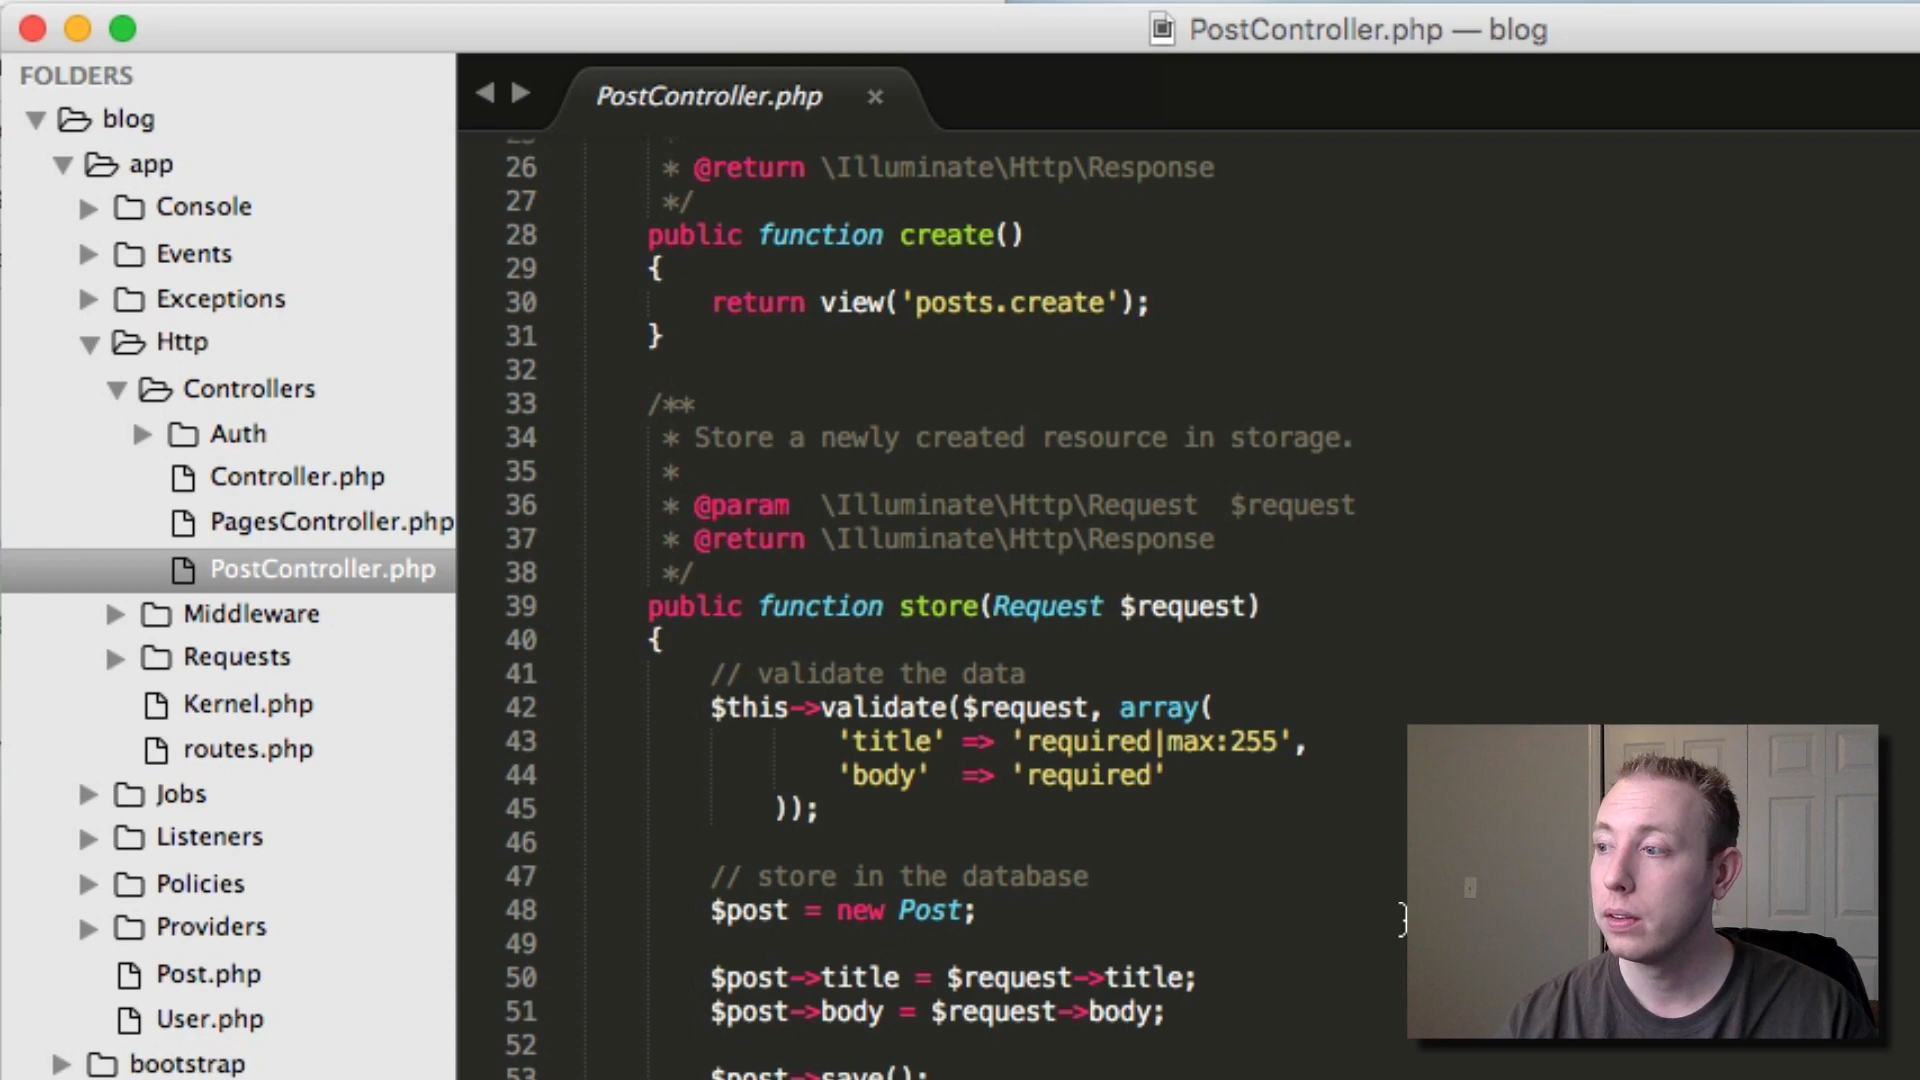 PostController.php — blog
FOLDERS
blog
app
Console
Events
Exceptions
Http
Controllers
Auth
Controller.php
PagesController.php
PostController.php
Middleware
Requests
Kernel.php
routes.php
Jobs
Listeners
Policies
Providers
Post.php
User.php
bootstrap
PostController.php ×
*
26 * @return \Illuminate\Http\Response
27 */
28 public function create()
29 {
30 return view('posts.create');
31 }
32
33 /**
34 * Store a newly created resource in storage.
35 *
36 * @param \Illuminate\Http\Request $request
37 * @return \Illuminate\Http\Response
38 */
39 public function store(Request $request)
40 {
41 // validate the data
42 $this->validate($request, array(
43 'title' => 'required|max:255',
44 'body' => 'required'
45 ));
46
47 // store in the database
48 $post = new Post;
49
50 $post->title = $request->title;
51 $post->body = $request->body;
52
53 $post->save();